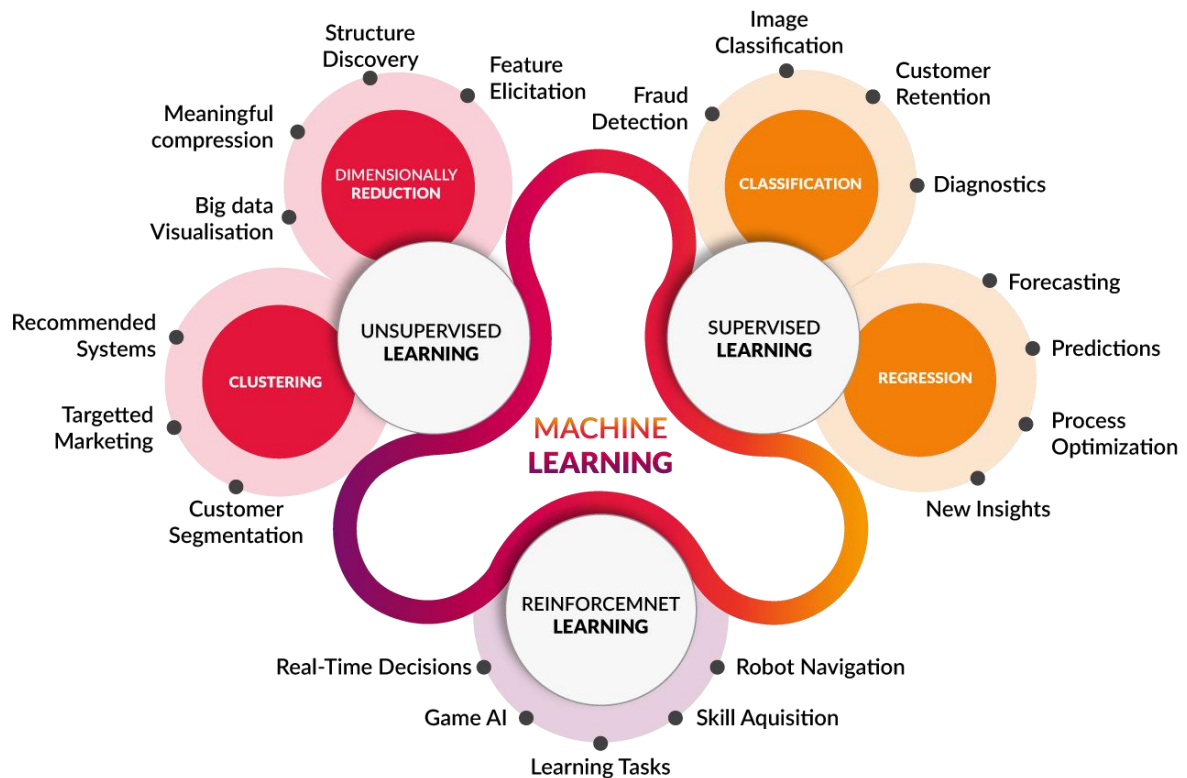 Structure
Discovery
Feature
Elicitation
Meaningful
compression
Big data
Visualisation
DIMENSIONALLY
REDUCTION
Recommended
Systems
Targetted
Marketing
Customer
Segmentation
CLUSTERING
UNSUPERVISED
LEARNING
Image
Classification
Customer
Retention
Fraud
Detection
Diagnostics
CLASSIFICATION
SUPERVISED
LEARNING
Forecasting
Predictions
Process
Optimization
New Insights
REGRESSION
MACHINE
LEARNING
REINFORCEMNET
LEARNING
Real-Time Decisions
Game AI
Learning Tasks
Skill Aquisition
Robot Navigation